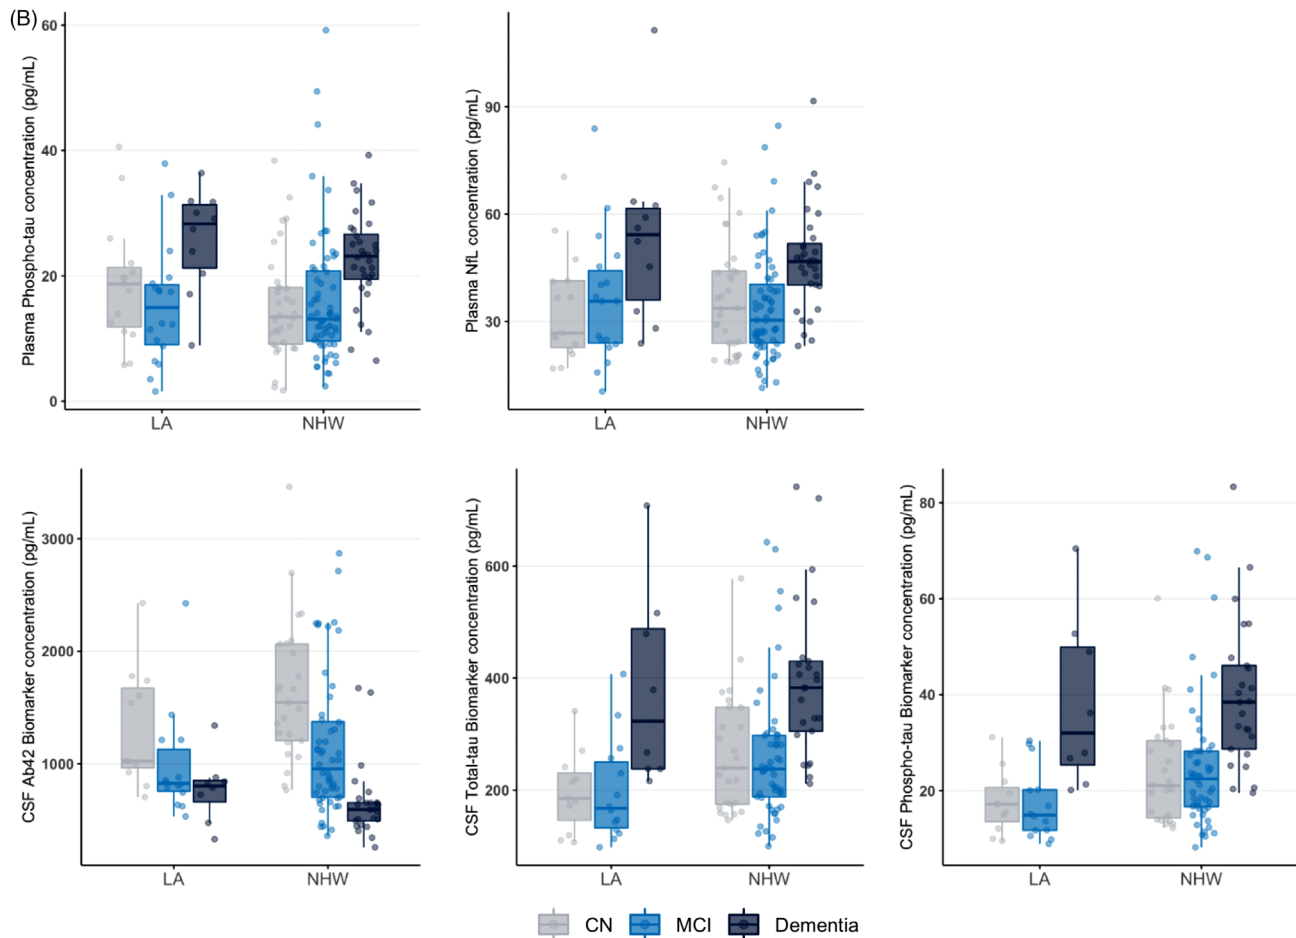 (B)
Plasma Phospho-tau concentration (pg/mL)
60
40
20
0
LA NHW
Plasma NfL concentration (pg/mL)
90
60
30
LA NHW
CSF Ab42 Biomarker concentration (pg/mL)
3000
2000
1000
LA NHW
CSF Total-tau Biomarker concentration (pg/mL)
600
400
200
LA NHW
CSF Phospho-tau Biomarker concentration (pg/mL)
80
60
40
20
LA NHW
CN MCI Dementia